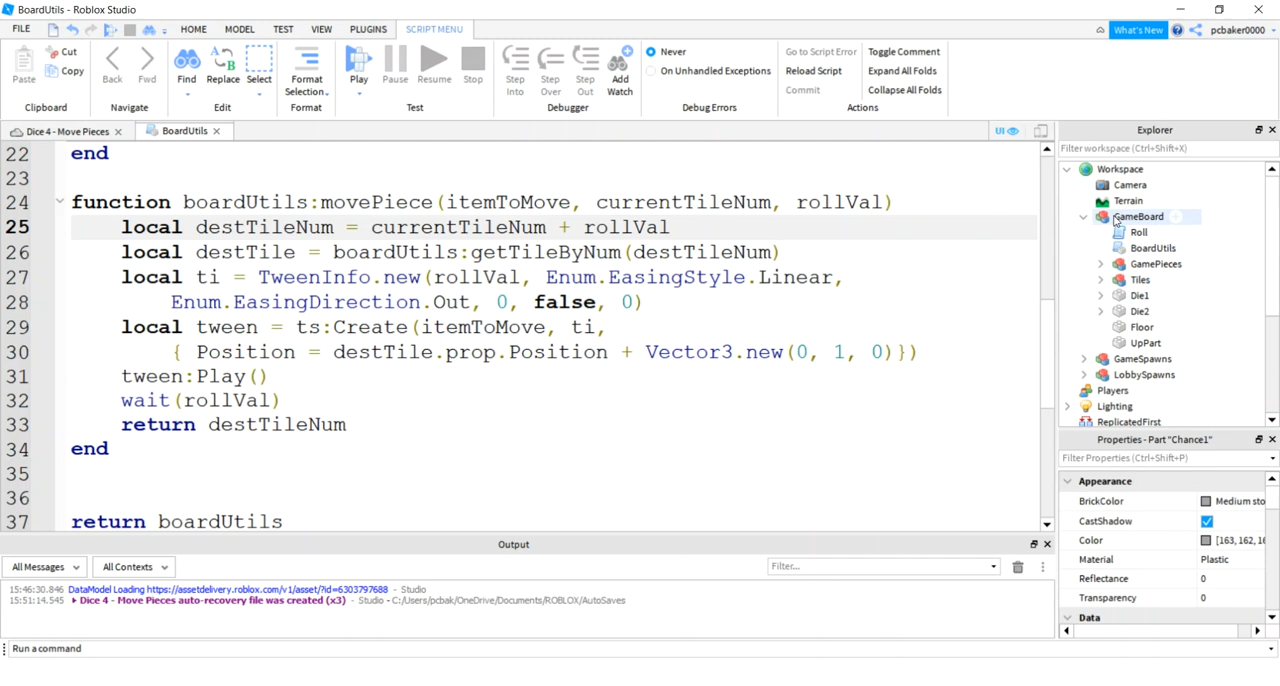 BoardUtils - Roblox Studio
FILE HOME MODEL TEST VIEW PLUGINS SCRIPT MENU What's New pcbaker0000
Paste Cut Copy Back Fwd Find Replace Select Format Selection Play Pause Resume Stop Step Into Step Over Step Out Add Watch
Never
On Unhandled Exceptions
Go to Script Error Toggle Comment
Reload Script Expand All Folds
Commit Collapse All Folds
Clipboard Navigate Edit Format Test Debugger Debug Errors Actions
Dice 4 - Move Pieces BoardUtils UI
22 end
23
24 function boardUtils:movePiece(itemToMove, currentTileNum, rollVal)
25 local destTileNum = currentTileNum + rollVal
26 local destTile = boardUtils:getTileByNum(destTileNum)
27 local ti = TweenInfo.new(rollVal, Enum.EasingStyle.Linear,
28 Enum.EasingDirection.Out, 0, false, 0)
29 local tween = ts:Create(itemToMove, ti,
30 { Position = destTile.prop.Position + Vector3.new(0, 1, 0)})
31 tween:Play()
32 wait(rollVal)
33 return destTileNum
34 end
35
36
37 return boardUtils
Explorer
Filter workspace (Ctrl+Shift+X)
Workspace
Camera
Terrain
GameBoard
Roll
BoardUtils
GamePieces
Tiles
Die1
Die2
Floor
UpPart
GameSpawns
LobbySpawns
Players
Lighting
ReplicatedFirst
Properties - Part "Chance1"
Filter Properties (Ctrl+Shift+P)
Appearance
BrickColor Medium sto
CastShadow
Color [163, 162, 16
Material Plastic
Reflectance 0
Transparency 0
Data
Output
All Messages All Contexts Filter...
15:46:30.846 DataModel Loading https://assetdelivery.roblox.com/v1/asset/?id=6303797688 - Studio
15:51:14.545 Dice 4 - Move Pieces auto-recovery file was created (x3) - Studio - C:/Users/pcbak/OneDrive/Documents/ROBLOX/AutoSaves
Run a command